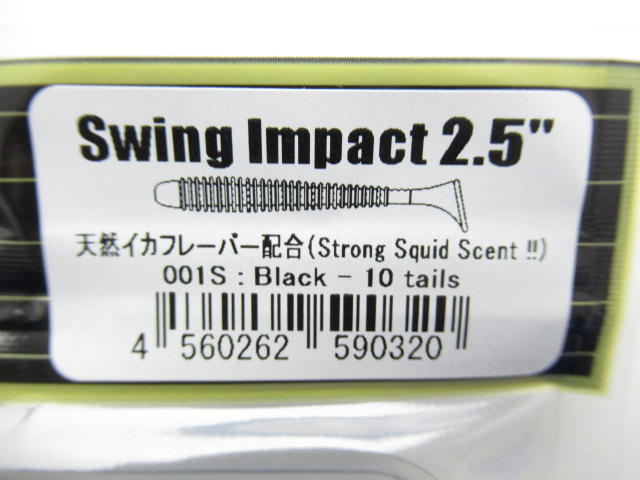 Swing Impact 2.5"
天然イカフレーバー配合(Strong Squid Scent !!)
001S : Black - 10 tails
4 560262 590320